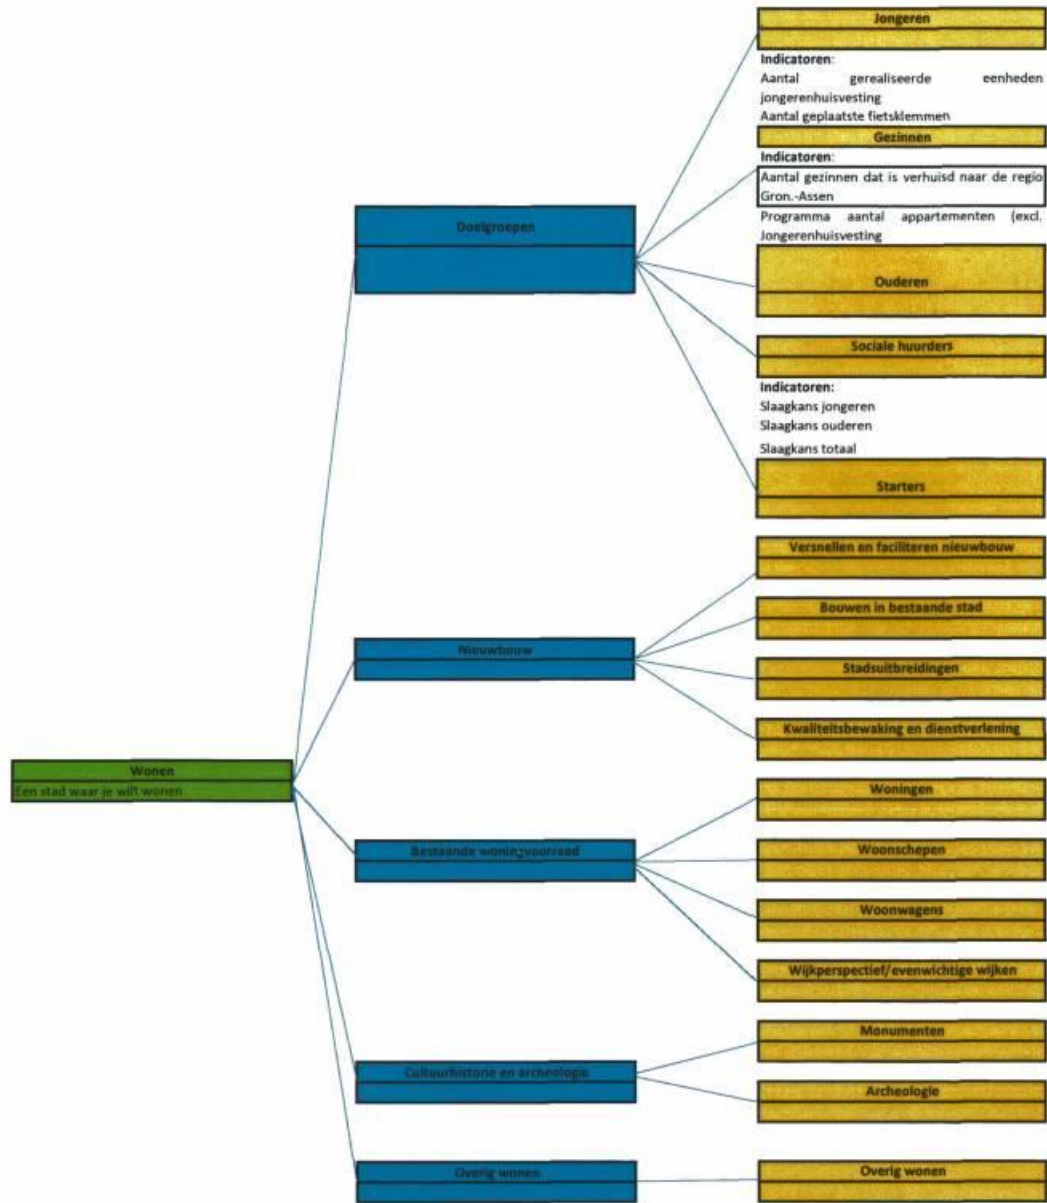 Jongeren
Indicatoren:
Aantal gerealiseerde eenheden
jongerenhuisvesting
Aantal geplaatste fietsklemmen
Gezinnen
Indicatoren:
Aantal gezinnen dat is verhuisd naar de regio
Gron.-Assen
Programma aantal appartementen (excl.
Jongerenhuisvesting
Doelgroepen
Ouderen
Sociale huurders
Indicatoren:
Slaagkans jongeren
Slaagkans ouderen
Slaagkans totaal
Starters
Versnellen en faciliteren nieuwbouw
Bouwen in bestaande stad
Nieuwbouw
Stadsuitbreidingen
Kwaliteitsbewaking en dienstverlening
Wonen
Een stad waar je wilt wonen
Woningen
Bestaande woningvoorraad
Woonschepen
Woonwagens
Wijkperspectief/evenwichtige wijken
Monumenten
Cultuurhistorie en archeologie
Archeologie
Overig wonen
Overig wonen